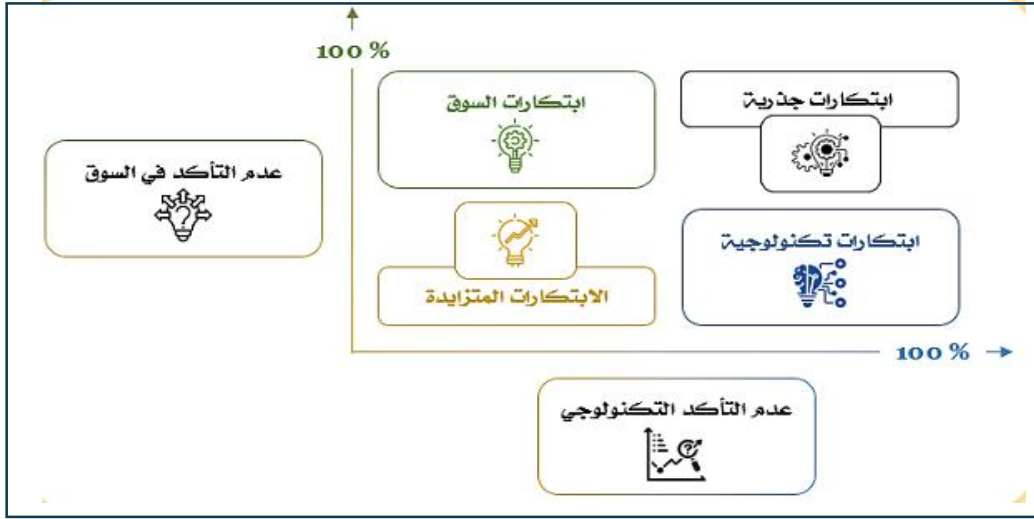 100 %
ابتكارات جذرية
ابتكارات السوق
عدم التأكد في السوق
ابتكارات تكنولوجية
الابتكارات المتزايدة
100 %
عدم التأكد التكنولوجي